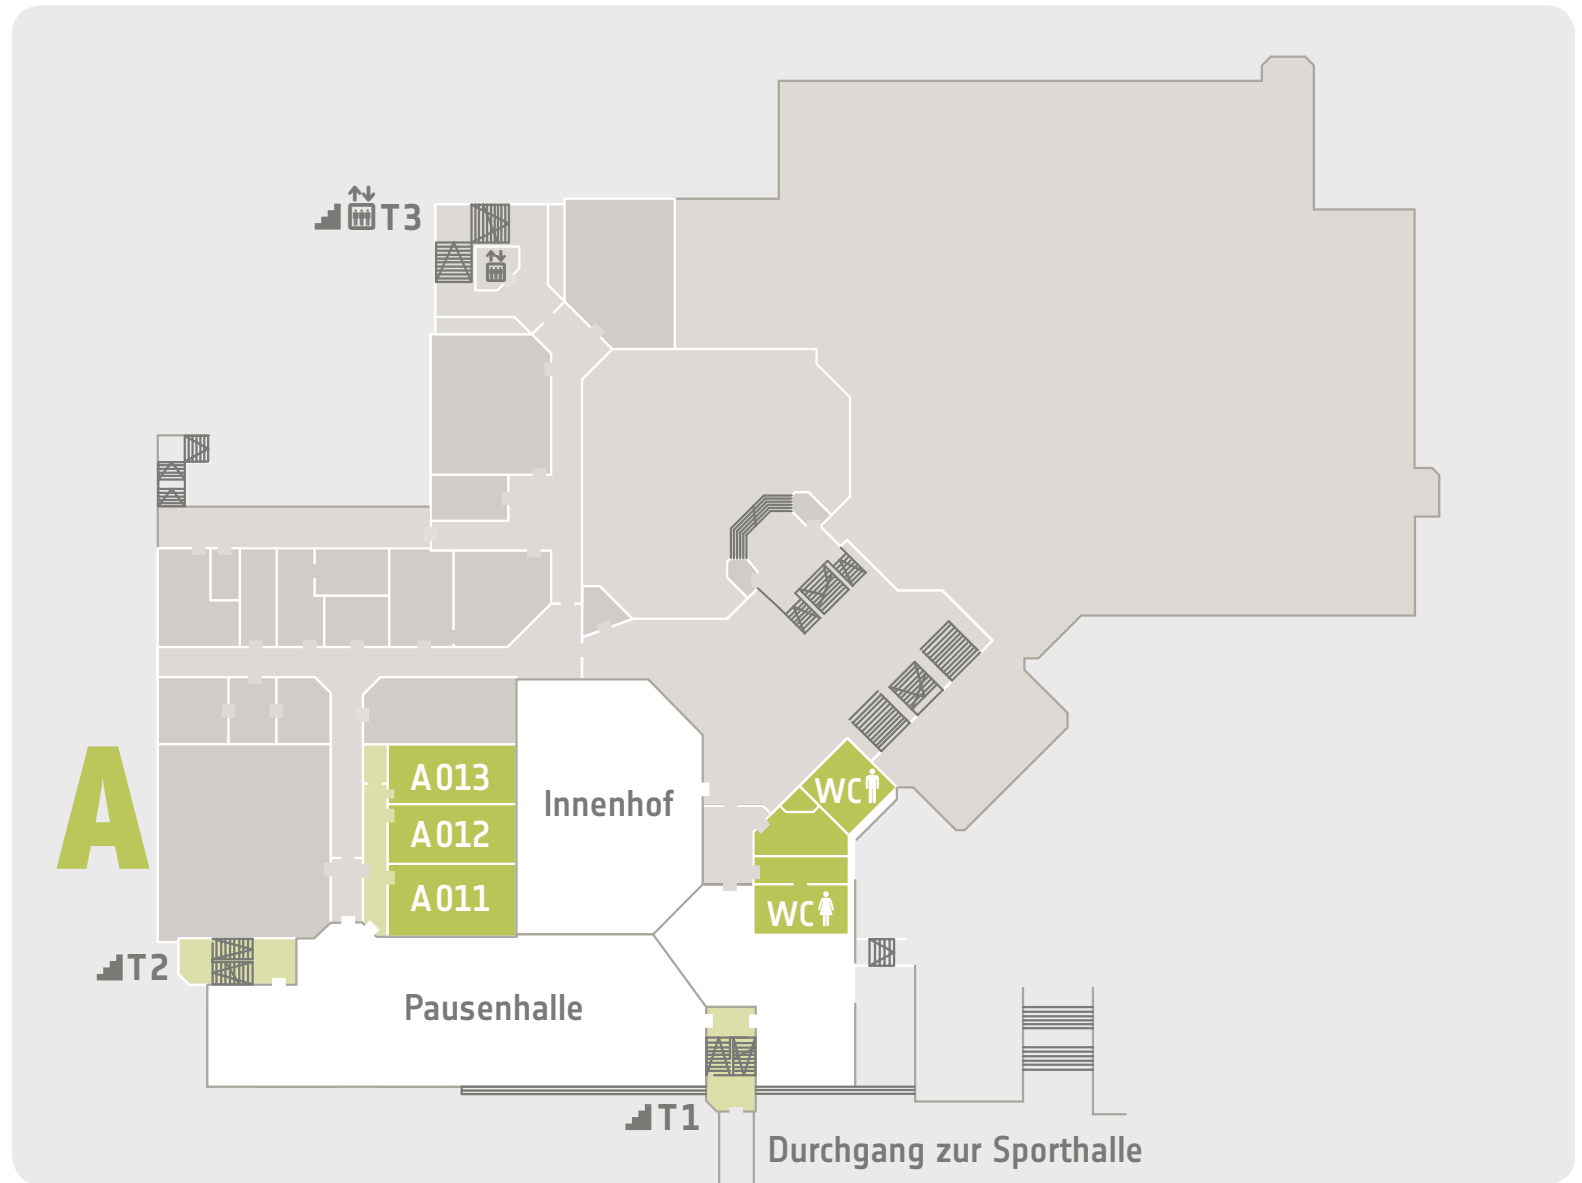 T3
A
A013
A012
A011
Innenhof
WC
WC
T2
Pausenhalle
T1
Durchgang zur Sporthalle